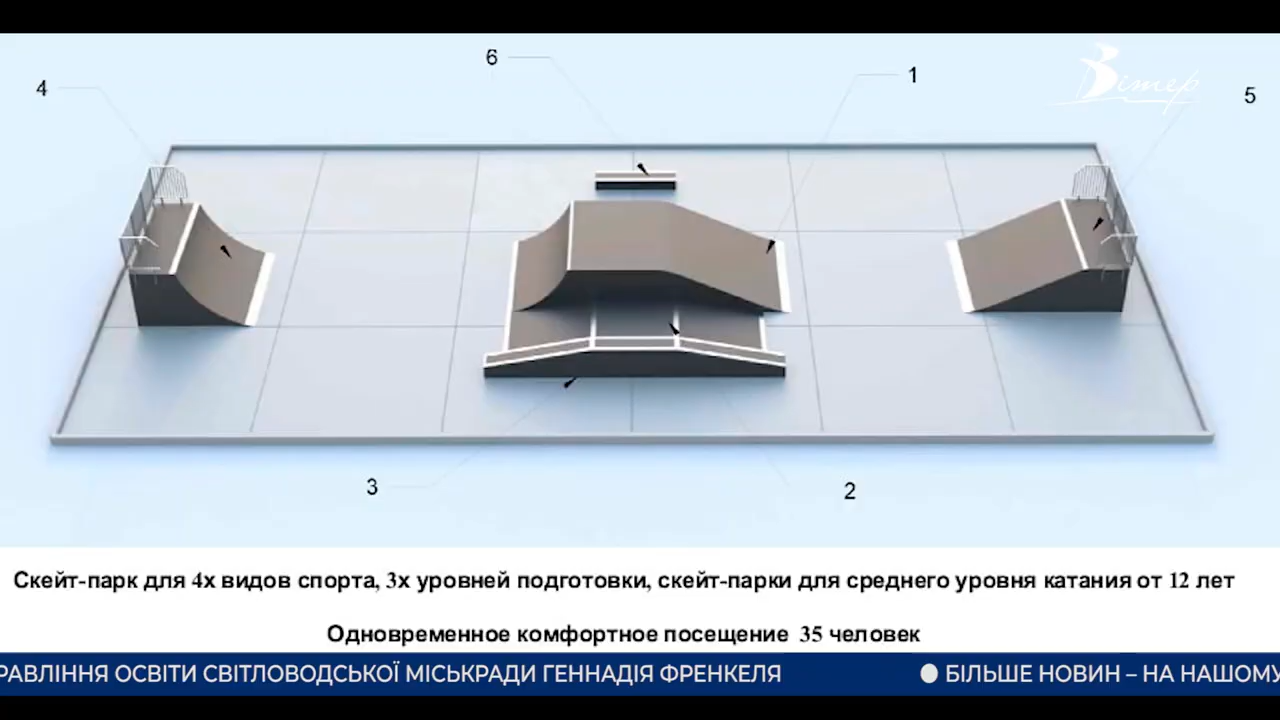 6
1
4
5
Вітер
3
2
Скейт-парк для 4х видов спорта, 3х уровней подготовки, скейт-парки для среднего уровня катания от 12 лет
Одновременное комфортное посещение 35 человек
РАВЛІННЯ ОСВІТИ СВІТЛОВОДСЬКОЇ МІСЬКРАДИ ГЕННАДІЯ ФРЕНКЕЛЯ ● БІЛЬШЕ НОВИН – НА НАШОМУ